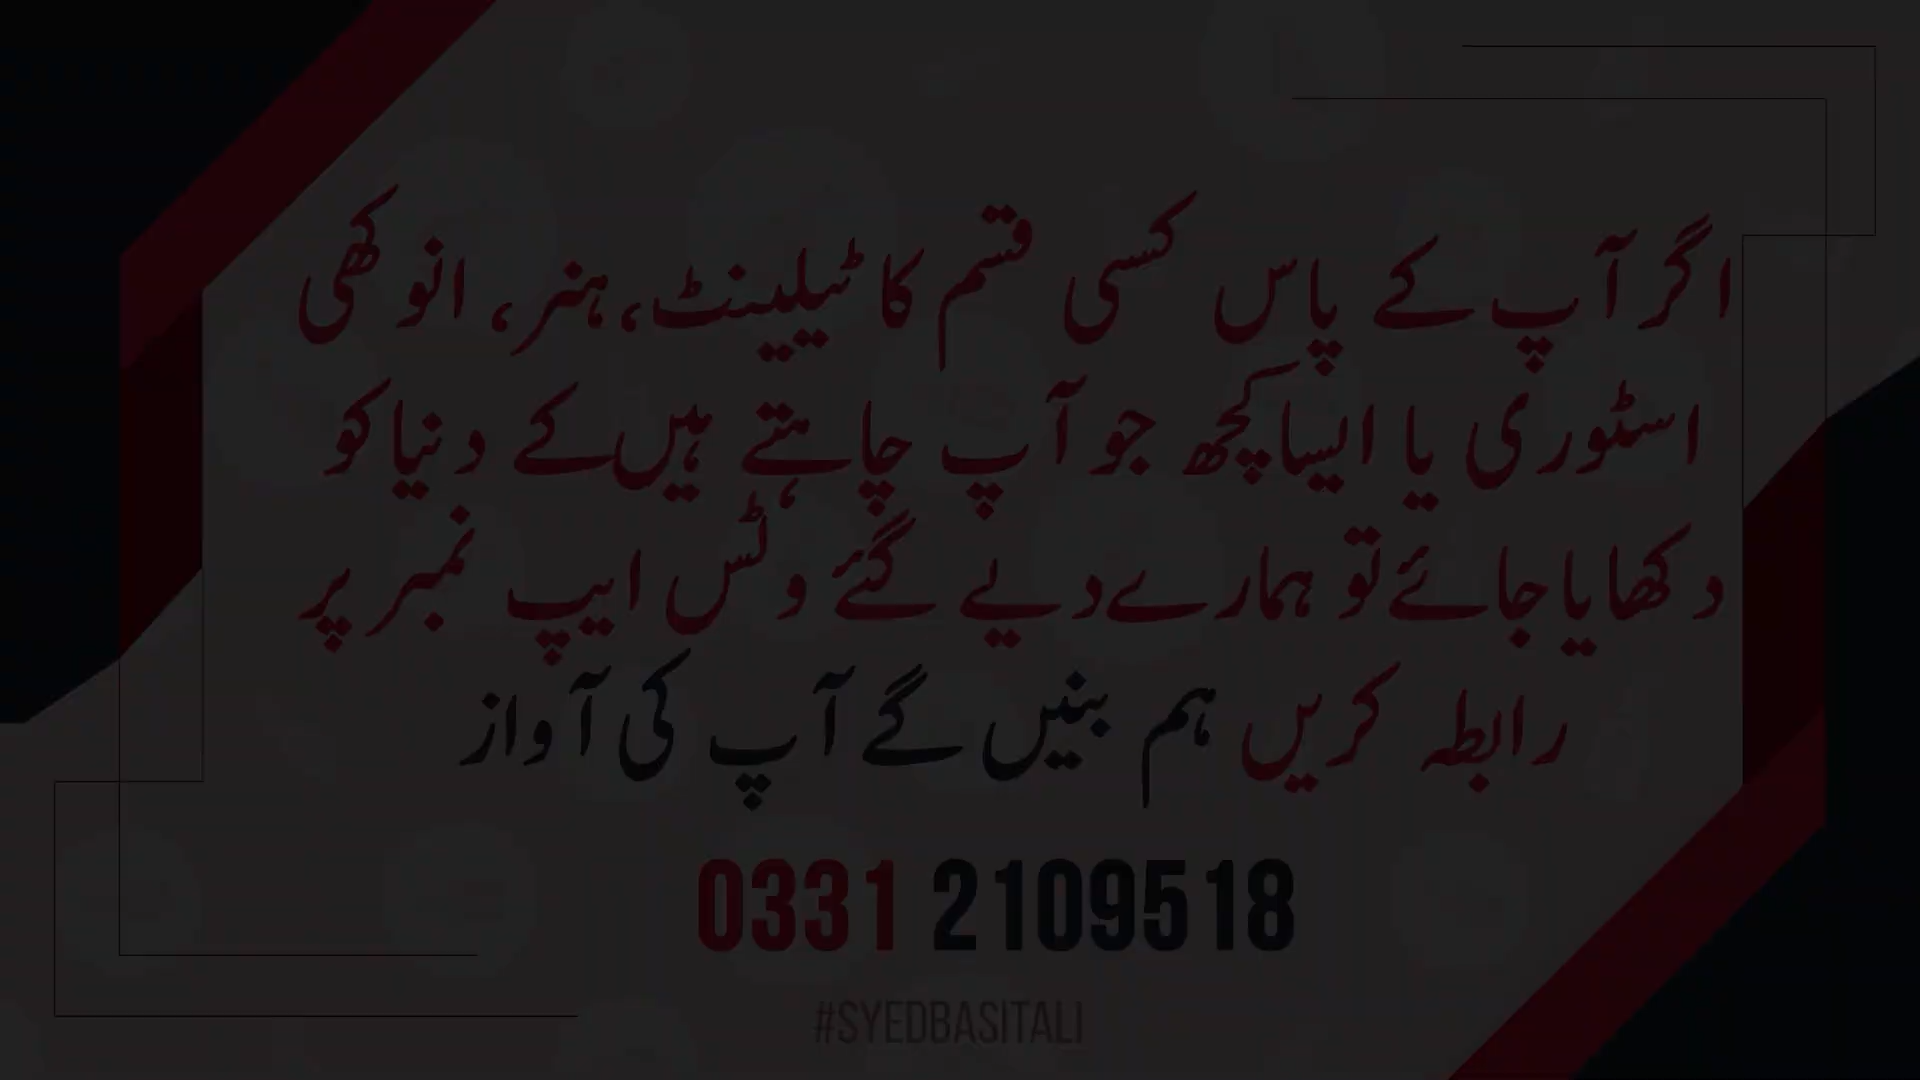 اگر آپ کے پاس کسی قسم کا ٹیلینٹ، ہنر، انوکھی
اسٹوری یا ایسا کچھ جو آپ چاہتے ہیں کے دنیا کو
دکھایا جائے تو ہمارے دیے گئے وٹس ایپ نمبر پر
رابطہ کریں ہم بنیں گے آپ کی آواز
0331 2109518
#SYEDBASITALI